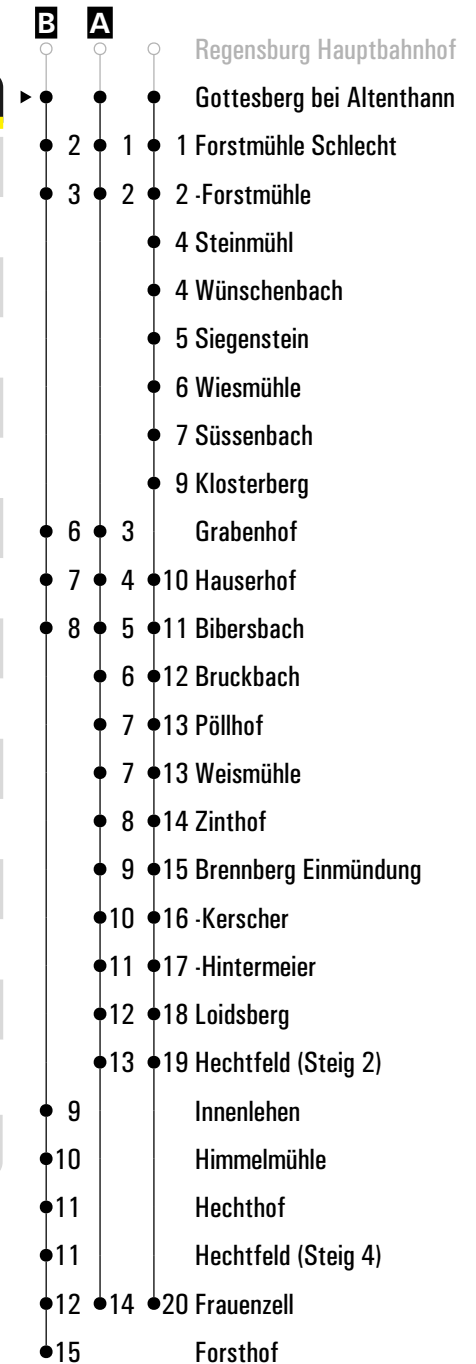 B A
Regensburg Hauptbahnhof
Gottesberg bei Altenthann
2 1 1 Forstmühle Schlecht
3 2 2 -Forstmühle
4 Steinmühl
4 Wünschenbach
5 Siegenstein
6 Wiesmühle
7 Süssenbach
9 Klosterberg
6 3 Grabenhof
7 4 10 Hauserhof
8 5 11 Bibersbach
6 12 Bruckbach
7 13 Pöllhof
7 13 Weismühle
8 14 Zinthof
9 15 Brennberg Einmündung
10 16 -Kerscher
11 17 -Hintermeier
12 18 Loidsberg
13 19 Hechtfeld (Steig 2)
9 Innenlehen
10 Himmelmühle
11 Hechthof
11 Hechtfeld (Steig 4)
12 14 20 Frauenzell
15 Forsthof